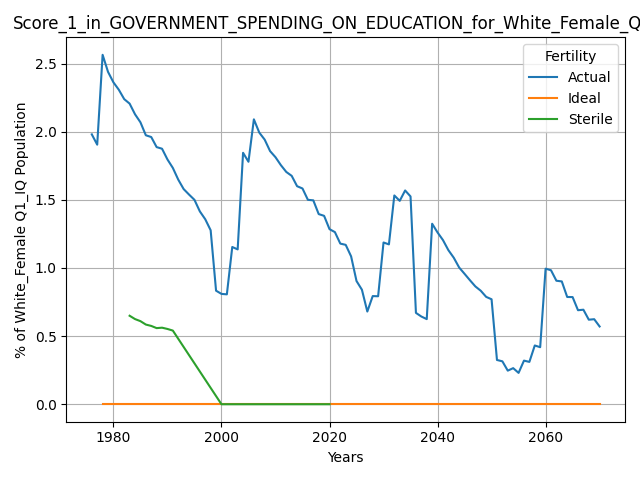 Score_1_in_GOVERNMENT_SPENDING_ON_EDUCATION_for_White_Female_Q
Fertility
Actual
Ideal
Sterile
% of White_Female Q1_IQ Population
2.5
2.0
1.5
1.0
0.5
0.0
1980 2000 2020 2040 2060
Years